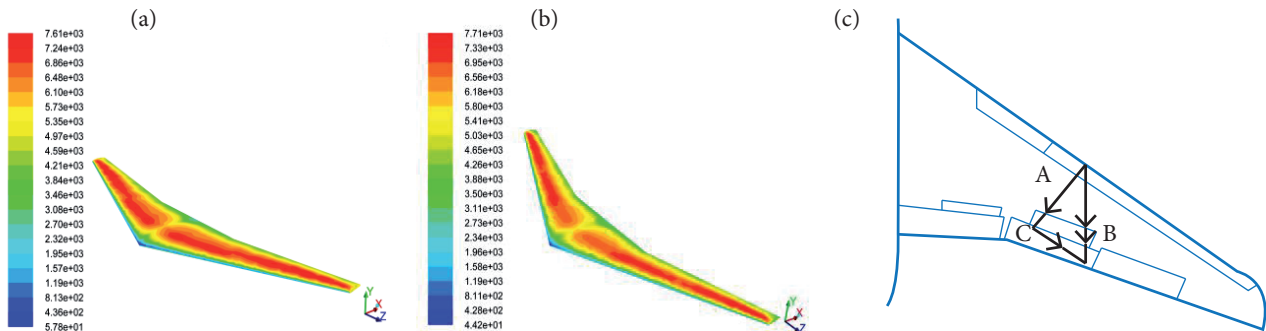 (a)
7.61e+03
7.24e+03
6.86e+03
6.48e+03
6.10e+03
5.73e+03
5.35e+03
4.97e+03
4.59e+03
4.21e+03
3.84e+03
3.46e+03
3.08e+03
2.70e+03
2.32e+03
1.95e+03
1.57e+03
1.19e+03
8.13e+02
4.36e+02
5.78e+01
Y
X
Z
(b)
7.71e+03
7.33e+03
6.95e+03
6.56e+03
6.18e+03
5.80e+03
5.41e+03
5.03e+03
4.65e+03
4.26e+03
3.88e+03
3.50e+03
3.11e+03
2.73e+03
2.34e+03
1.96e+03
1.58e+03
1.19e+03
8.11e+02
4.28e+02
4.42e+01
Y
X
Z
(c)
A
C
B